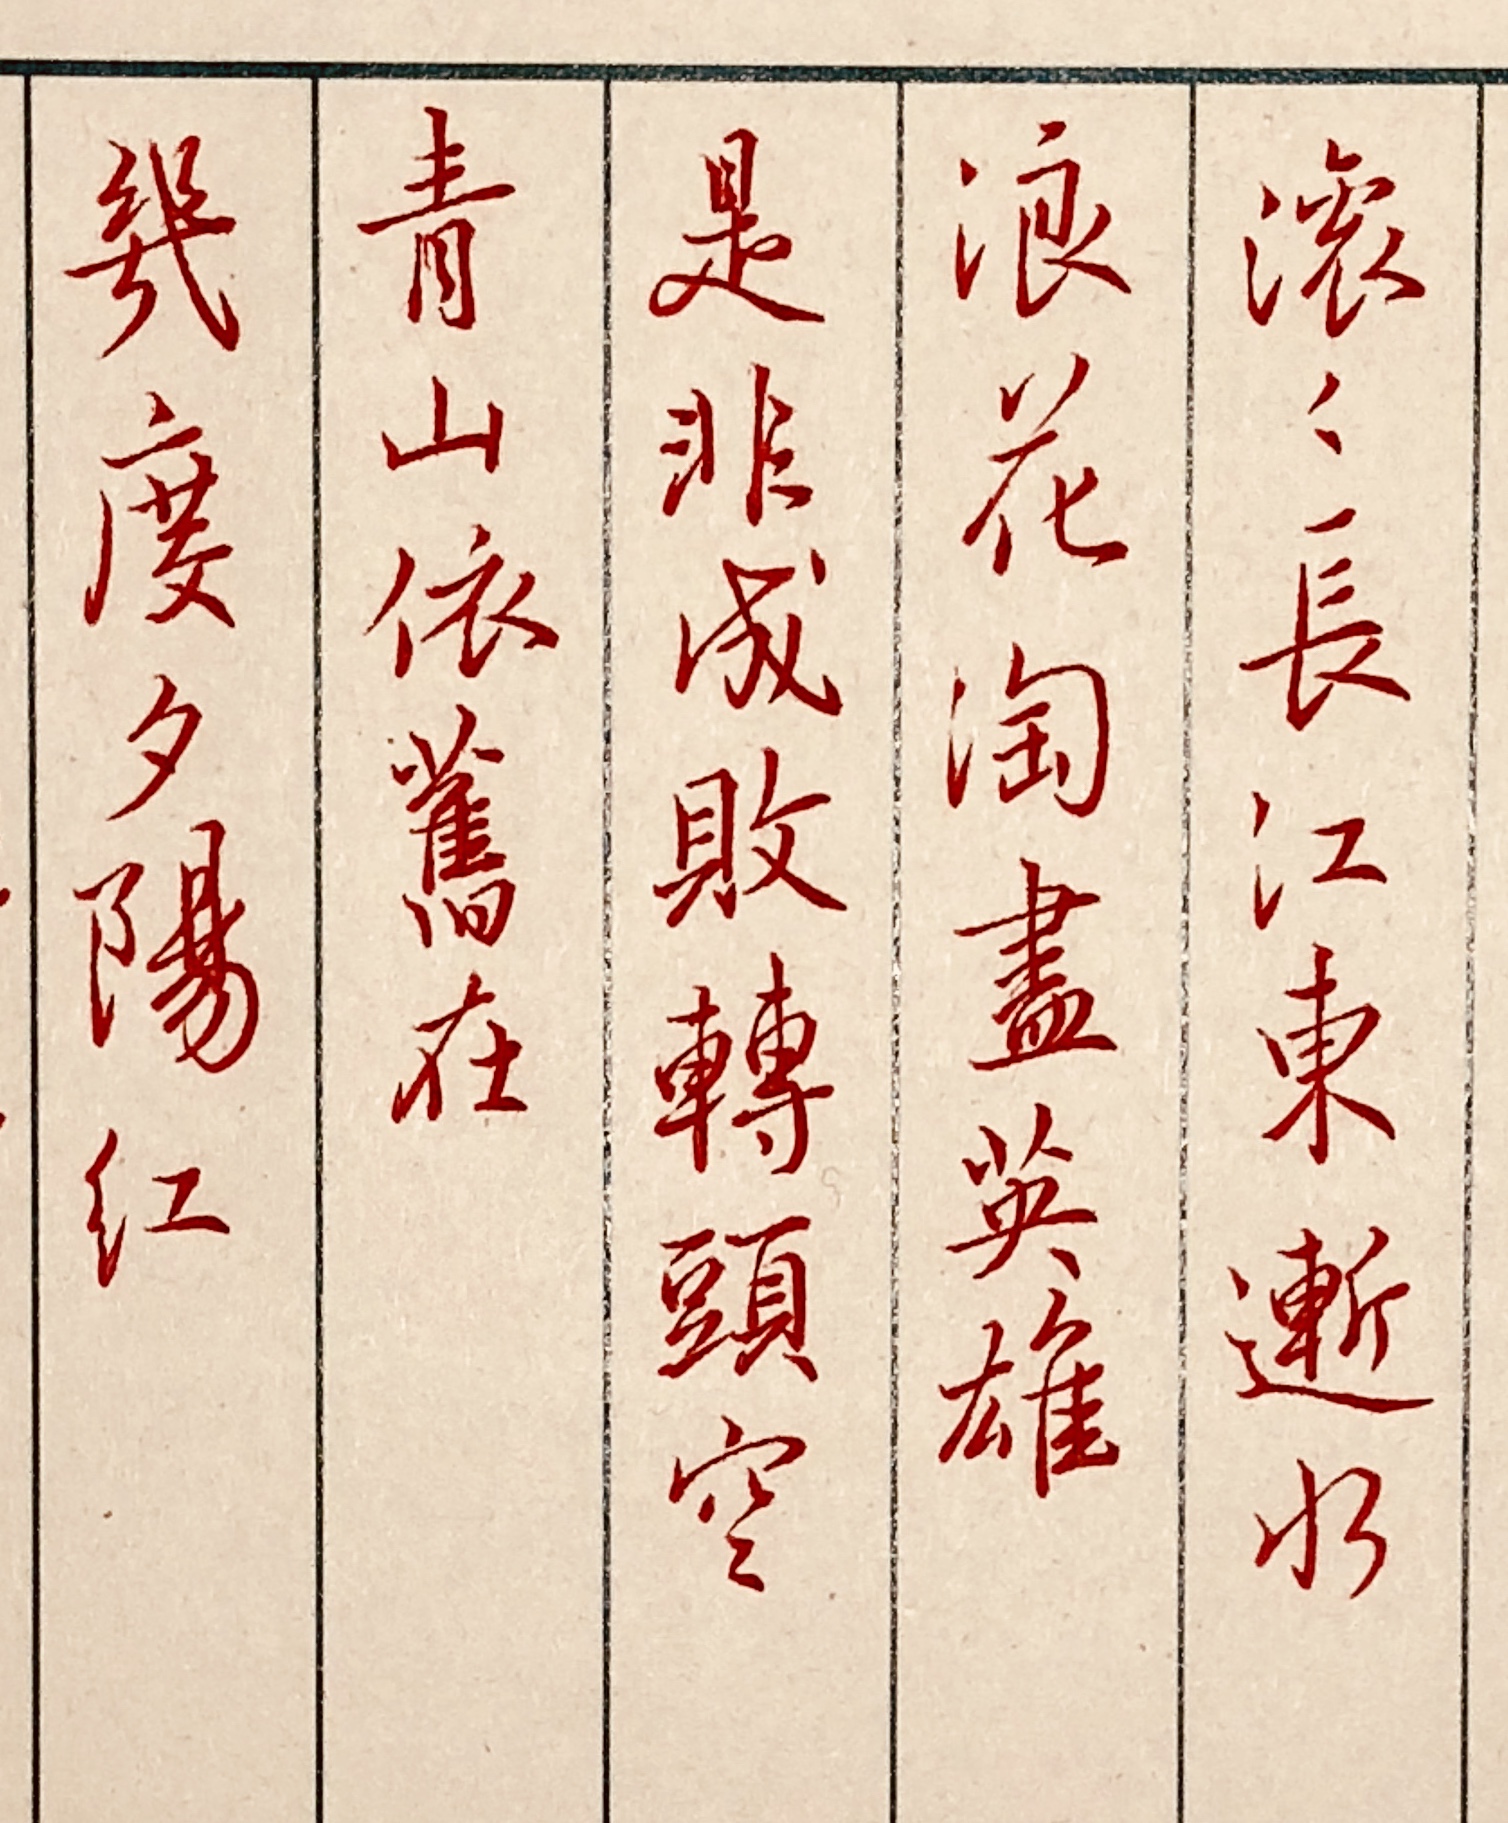 滾々長江東逝水
浪花淘盡英雄
是非成敗轉頭空
青山依舊在
幾度夕陽紅